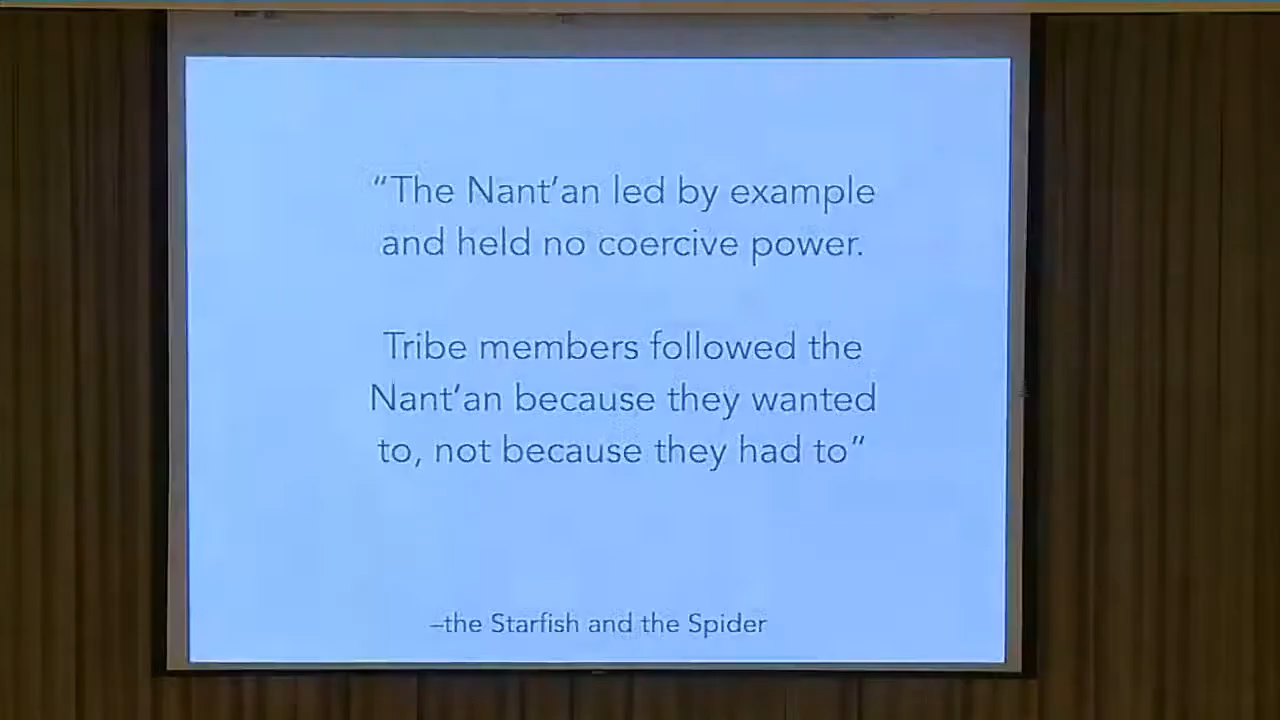 “The Nant’an led by example
and held no coercive power.
Tribe members followed the
Nant’an because they wanted
to, not because they had to”
–the Starfish and the Spider